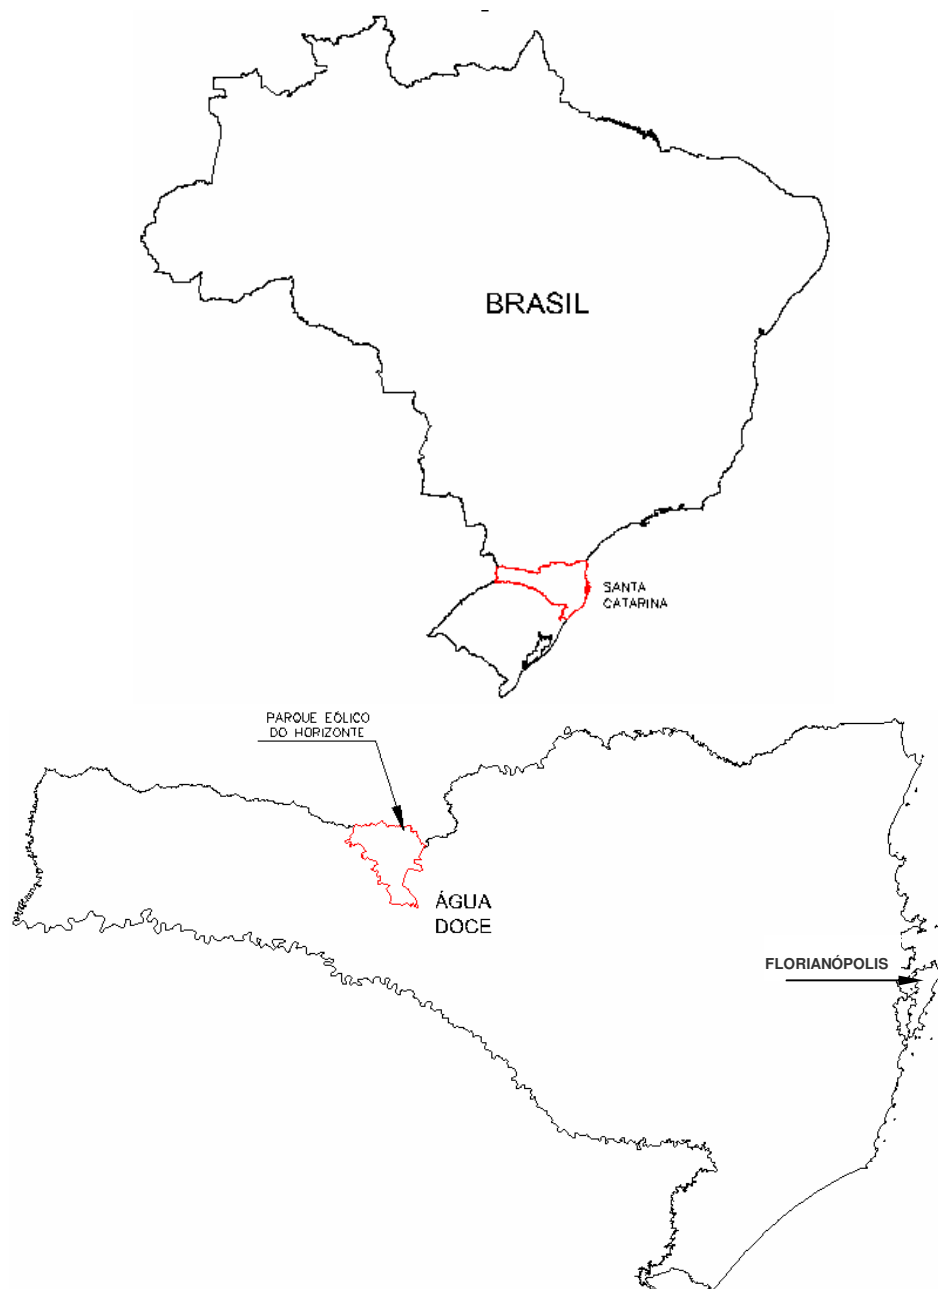 BRASIL
SANTA
CATARINA
PARQUE EÓLICO
DO HORIZONTE
ÁGUA
DOCE
FLORIANÓPOLIS